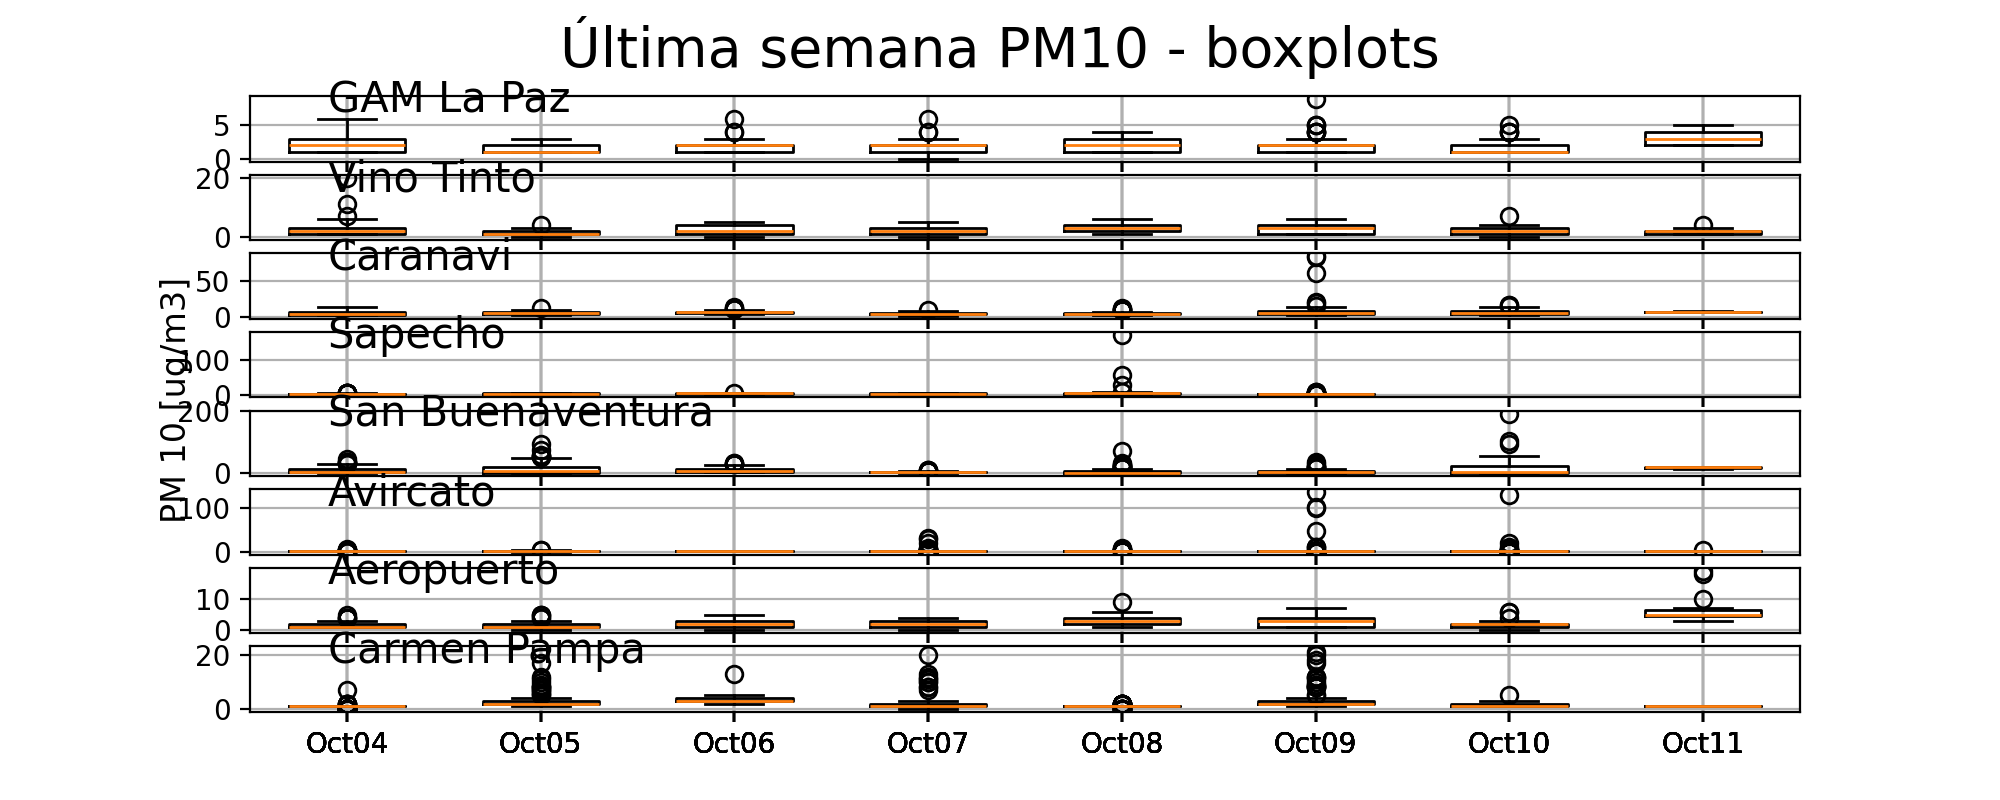 Última semana PM10 - boxplots
GAM La Paz
5
0
Vino Tinto
20
0
Caranavi
50
0
Sapecho
100
0
San Buenaventura
200
0
Avircato
100
0
Aeropuerto
10
0
Carmen Pampa
20
0
PM 10 [ug/m3]
Oct04 Oct05 Oct06 Oct07 Oct08 Oct09 Oct10 Oct11